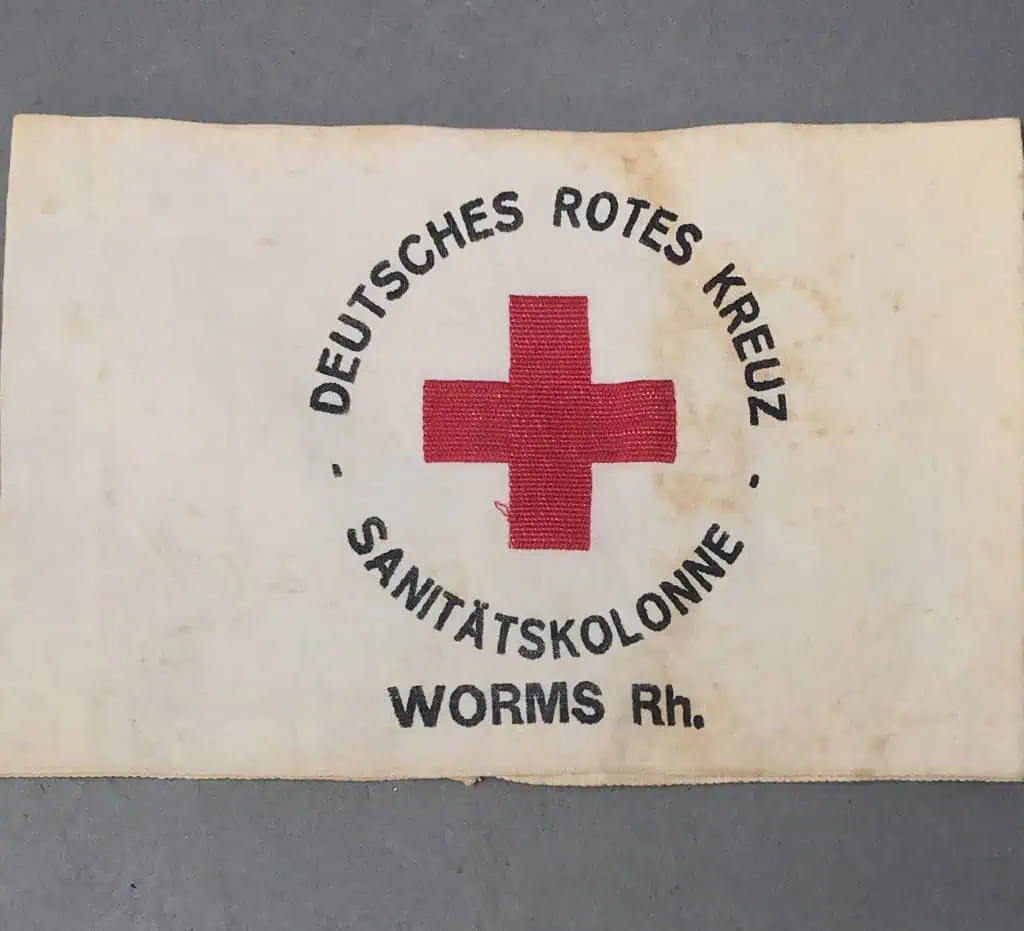 DEUTSCHES ROTES KREUZ
· SANITÄTSKOLONNE ·
WORMS Rh.